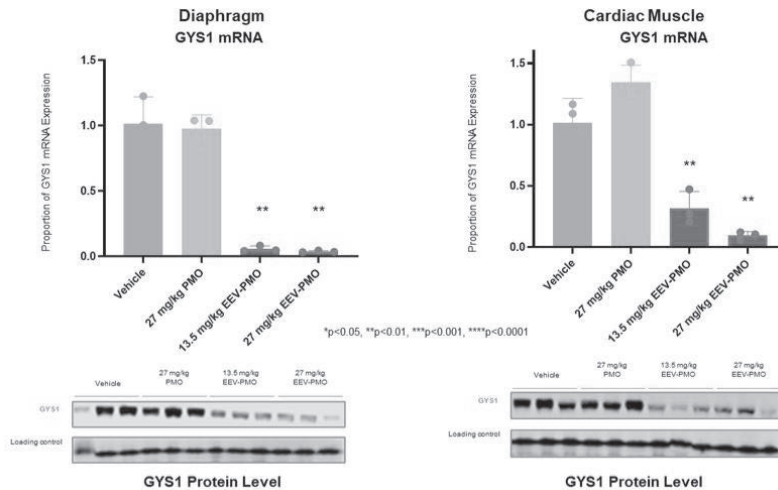 Diaphragm
GYS1 mRNA
Proportion of GYS1 mRNA Expression
1.5
1.0
0.5
0.0
**
**
Vehicle
27 mg/kg PMO
13.5 mg/kg EEV-PMO
27 mg/kg EEV-PMO
Cardiac Muscle
GYS1 mRNA
Proportion of GYS1 mRNA Expression
1.5
1.0
0.5
0.0
**
**
Vehicle
27 mg/kg PMO
13.5 mg/kg EEV-PMO
27 mg/kg EEV-PMO
*p<0.05, **p<0.01, ***p<0.001, ****p<0.0001
Vehicle
27 mg/kg
PMO
13.5 mg/kg
EEV-PMO
27 mg/kg
EEV-PMO
GYS1
Loading control
GYS1 Protein Level
Vehicle
27 mg/kg
PMO
13.5 mg/kg
EEV-PMO
27 mg/kg
EEV-PMO
GYS1
Loading control
GYS1 Protein Level